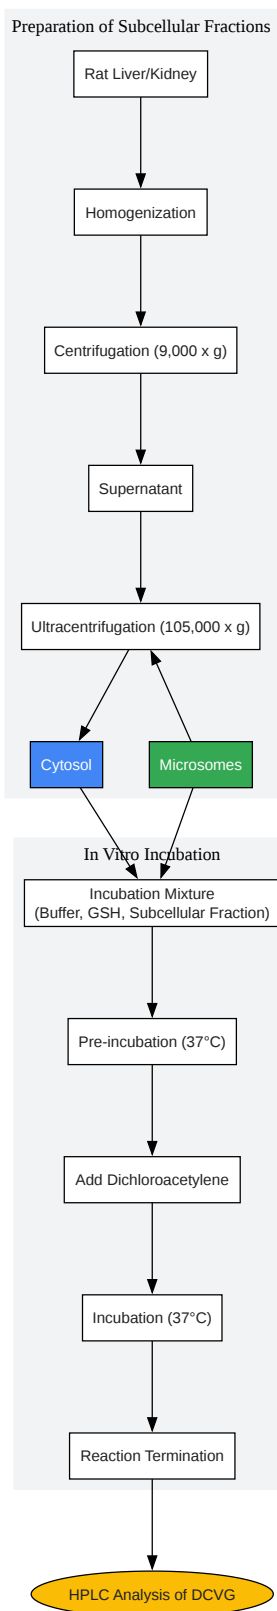 Preparation of Subcellular Fractions
Rat Liver/Kidney
Homogenization
Centrifugation (9,000 x g)
Supernatant
Ultracentrifugation (105,000 x g)
Cytosol
Microsomes
In Vitro Incubation
Incubation Mixture
(Buffer, GSH, Subcellular Fraction)
Pre-incubation (37°C)
Add Dichloroacetylene
Incubation (37°C)
Reaction Termination
HPLC Analysis of DCVG